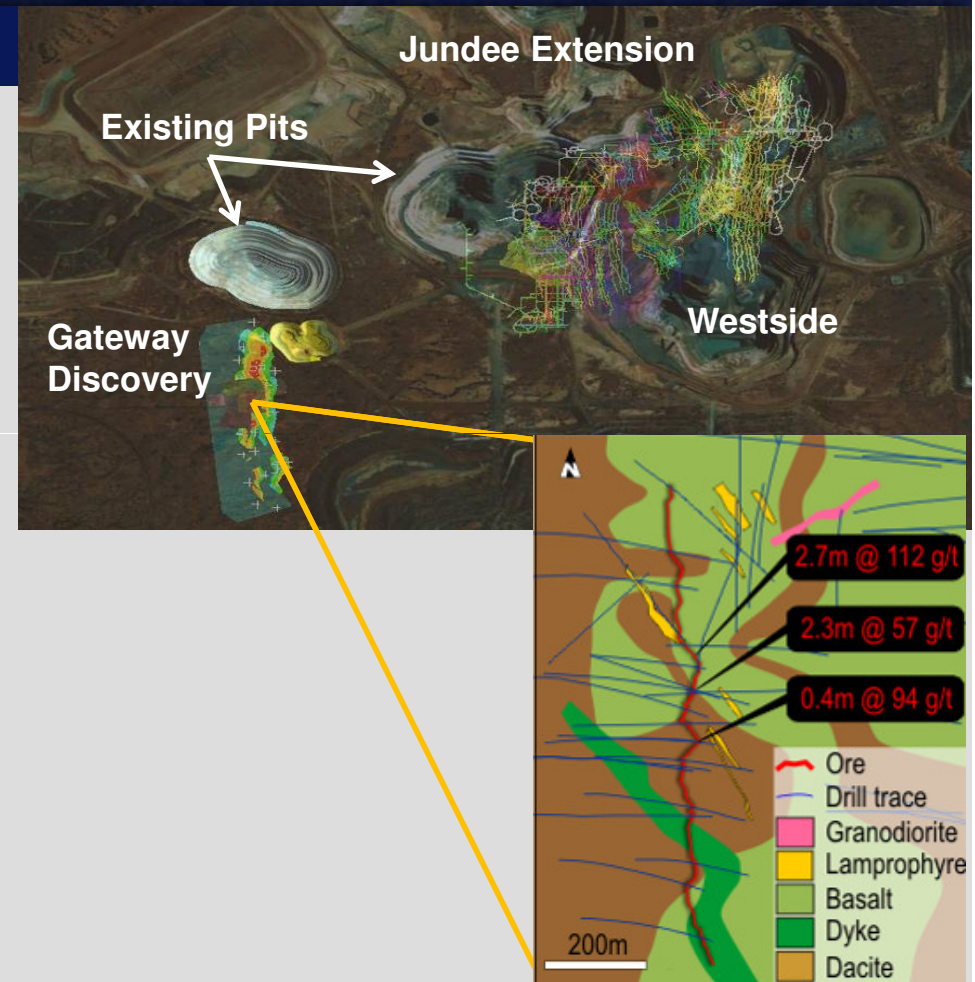 Jundee Extension
Existing Pits
Westside
Gateway
Discovery
N
2.7m @ 112 g/t
2.3m @ 57 g/t
0.4m @ 94 g/t
Ore
Drill trace
Granodiorite
Lamprophyre
Basalt
Dyke
Dacite
200m